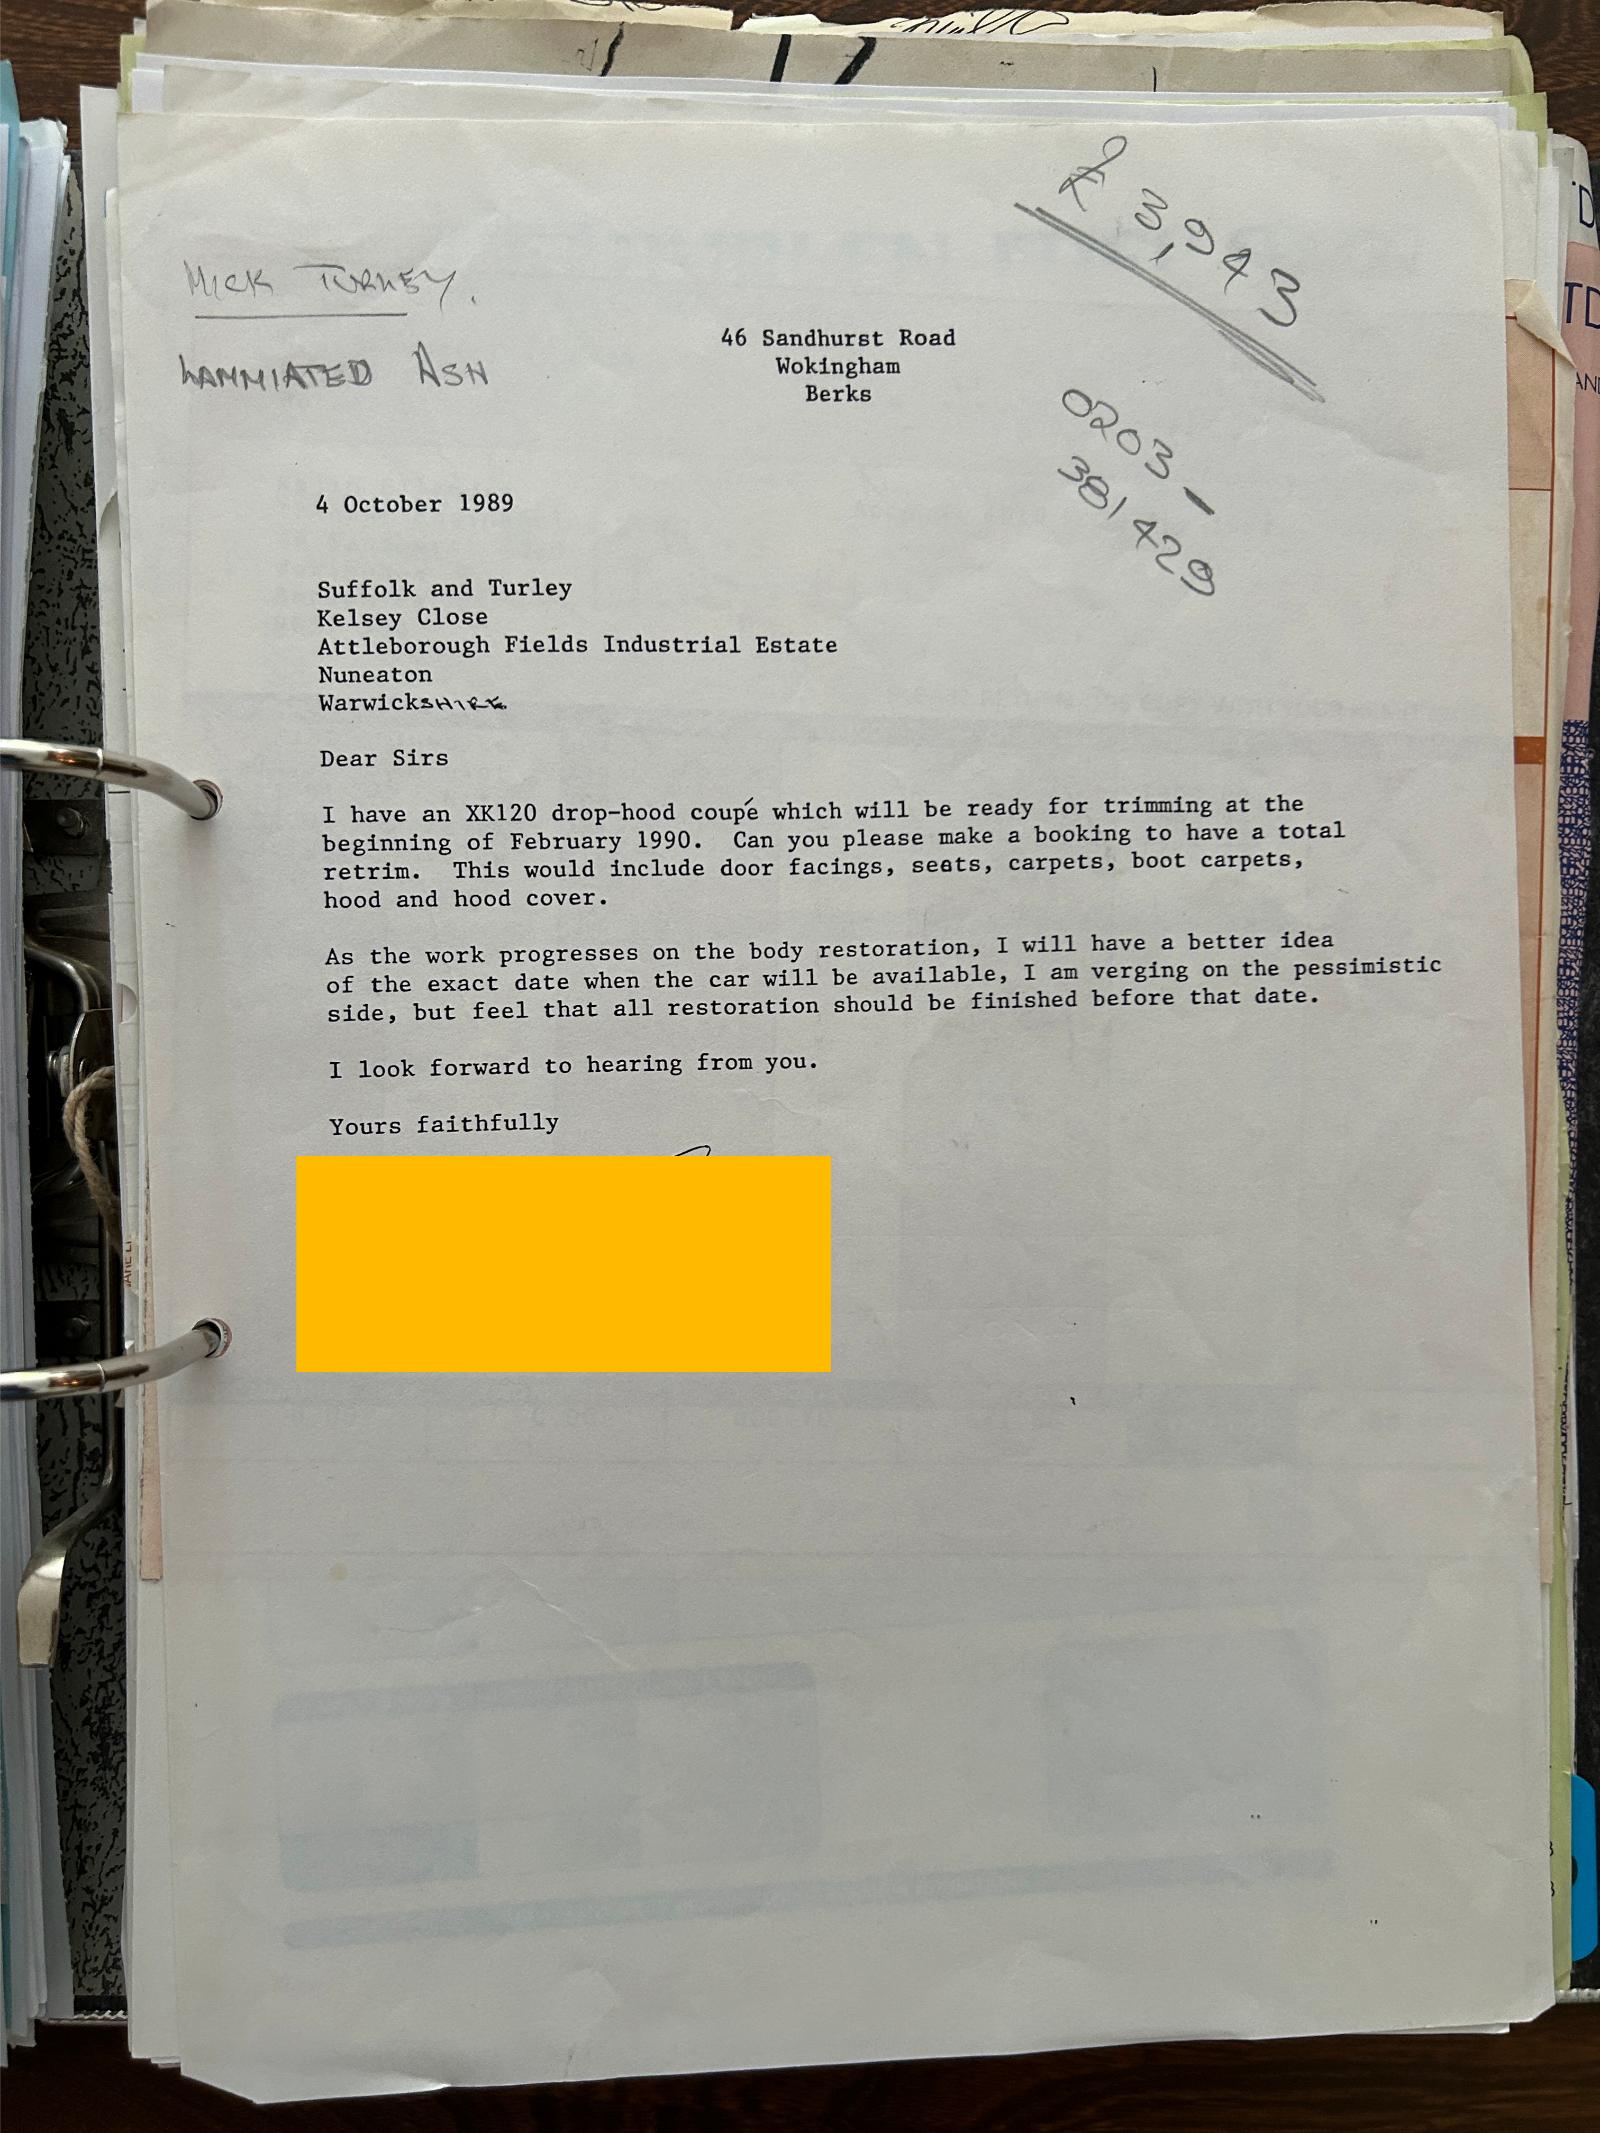 £ 3,943
MICK TURLEY.
LAMMIATED ASH
46 Sandhurst Road
Wokingham
Berks
0203 -
381429
4 October 1989
Suffolk and Turley
Kelsey Close
Attleborough Fields Industrial Estate
Nuneaton
WarwickSHIRE
Dear Sirs
I have an XK120 drop-hood coupé which will be ready for trimming at the
beginning of February 1990. Can you please make a booking to have a total
retrim. This would include door facings, seats, carpets, boot carpets,
hood and hood cover.
As the work progresses on the body restoration, I will have a better idea
of the exact date when the car will be available, I am verging on the pessimistic
side, but feel that all restoration should be finished before that date.
I look forward to hearing from you.
Yours faithfully